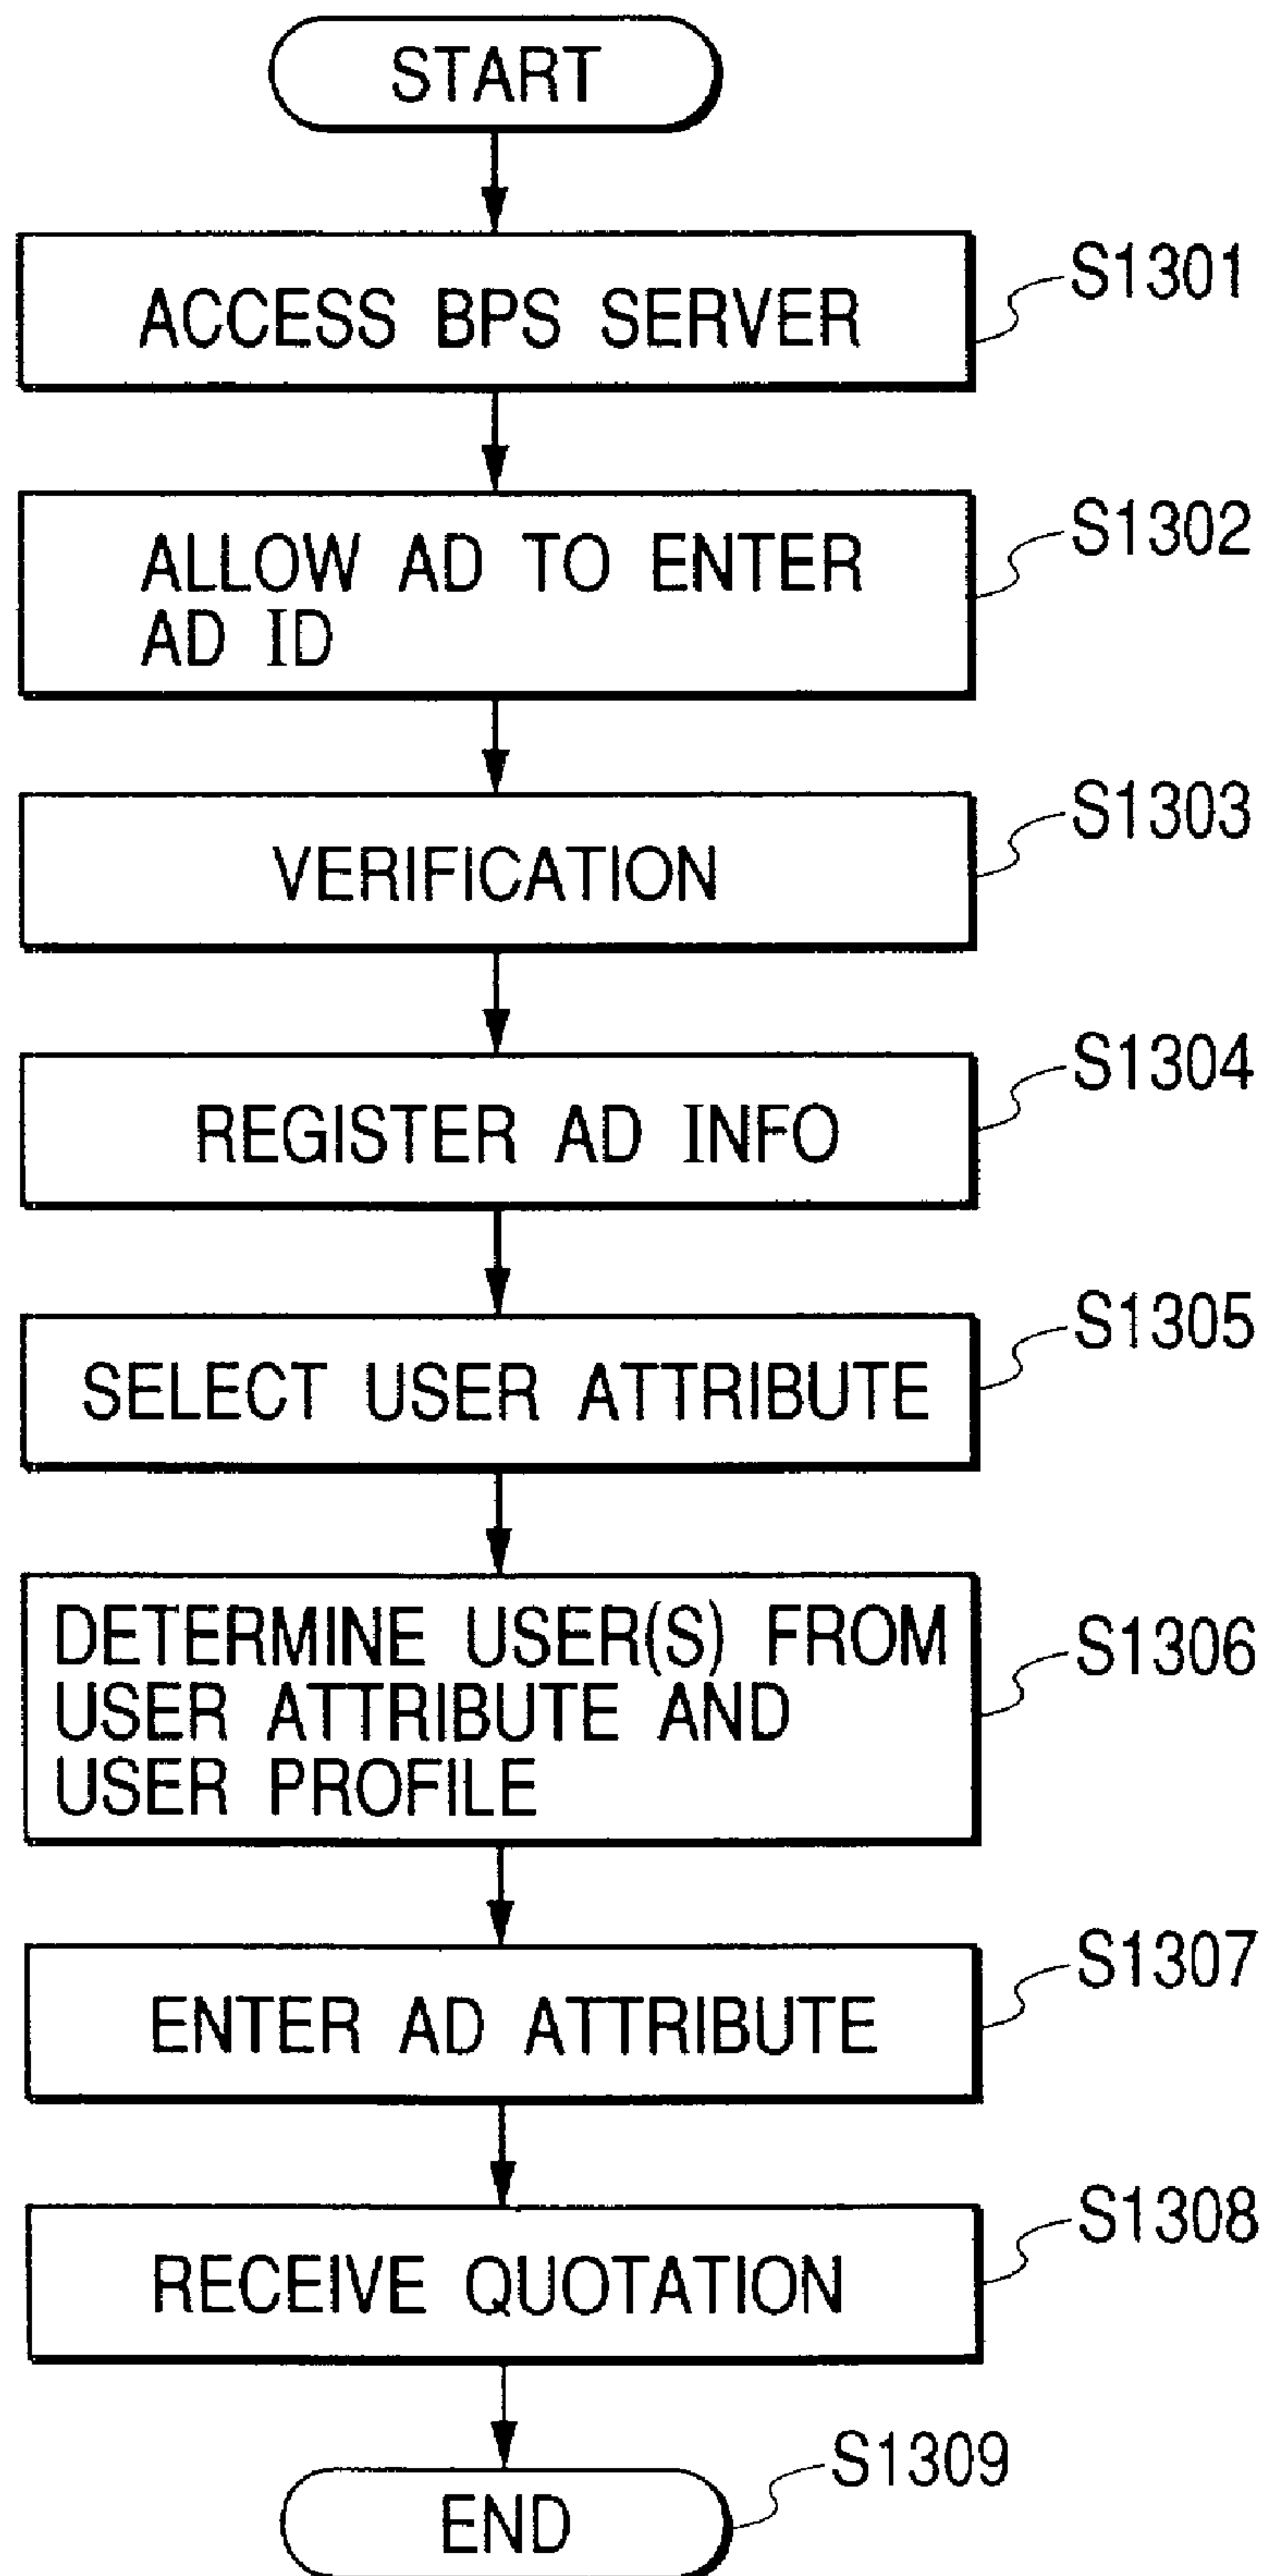 START
ACCESS BPS SERVER
S1301
ALLOW AD TO ENTER
AD ID
S1302
VERIFICATION
S1303
REGISTER AD INFO
S1304
SELECT USER ATTRIBUTE
S1305
DETERMINE USER(S) FROM
USER ATTRIBUTE AND
USER PROFILE
S1306
ENTER AD ATTRIBUTE
S1307
RECEIVE QUOTATION
S1308
END
S1309